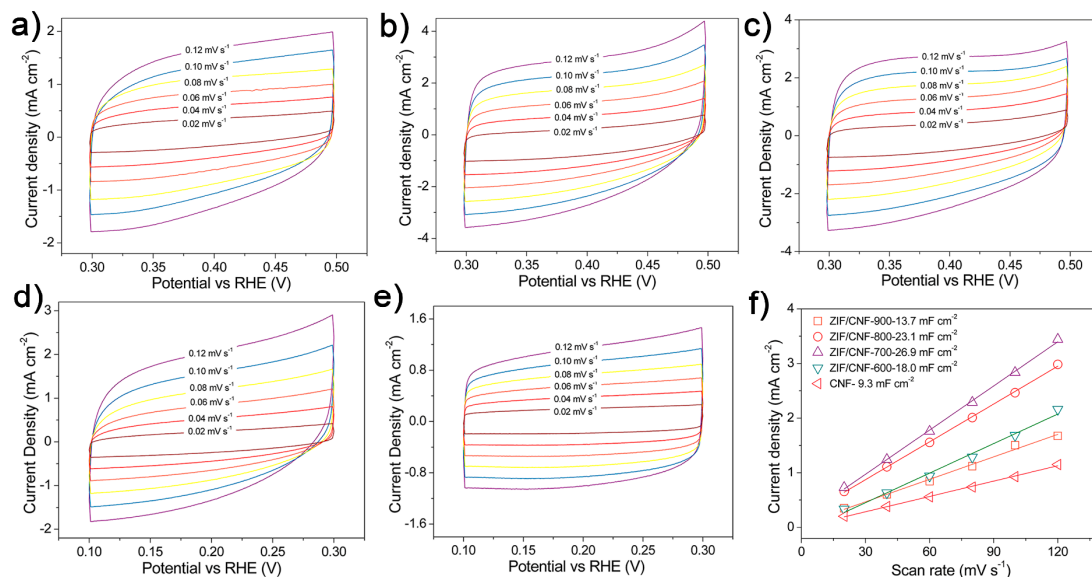 a)
2
1
0
-1
-2
Current density (mA cm-2)
0.12 mV s-1
0.10 mV s-1
0.08 mV s-1
0.06 mV s-1
0.04 mV s-1
0.02 mV s-1
0.30 0.35 0.40 0.45 0.50
Potential vs RHE (V)
b)
4
2
0
-2
-4
Current density (mA cm-2)
0.12 mV s-1
0.10 mV s-1
0.08 mV s-1
0.06 mV s-1
0.04 mV s-1
0.02 mV s-1
0.30 0.35 0.40 0.45 0.50
Potential vs RHE (V)
c)
4
2
0
-2
-4
Current Density (mA cm-2)
0.12 mV s-1
0.10 mV s-1
0.08 mV s-1
0.06 mV s-1
0.04 mV s-1
0.02 mV s-1
0.30 0.35 0.40 0.45 0.50
Potential vs RHE (V)
d)
3
2
1
0
-1
-2
Current Density (mA cm-2)
0.12 mV s-1
0.10 mV s-1
0.08 mV s-1
0.06 mV s-1
0.04 mV s-1
0.02 mV s-1
0.10 0.15 0.20 0.25 0.30
Potential vs RHE (V)
e)
1.6
0.8
0.0
-0.8
-1.6
Current Density (mA cm-2)
0.12 mV s-1
0.10 mV s-1
0.08 mV s-1
0.06 mV s-1
0.04 mV s-1
0.02 mV s-1
0.10 0.15 0.20 0.25 0.30
Potential vs RHE (V)
f)
4
3
2
1
0
Current density (mA cm-2)
ZIF/CNF-900-13.7 mF cm-2
ZIF/CNF-800-23.1 mF cm-2
ZIF/CNF-700-26.9 mF cm-2
ZIF/CNF-600-18.0 mF cm-2
CNF- 9.3 mF cm-2
0 30 60 90 120
Scan rate (mV s-1)